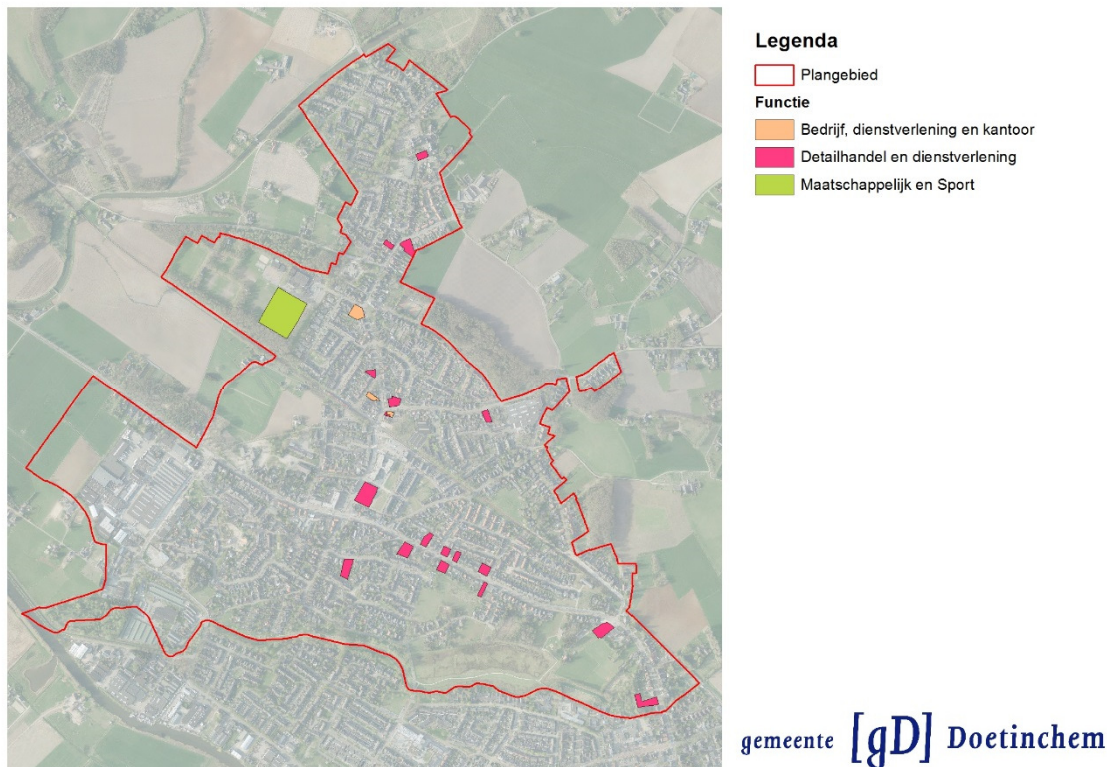 Legenda
Plangebied
Functie
Bedrijf, dienstverlening en kantoor
Detailhandel en dienstverlening
Maatschappelijk en Sport
gemeente [gD] Doetinchem